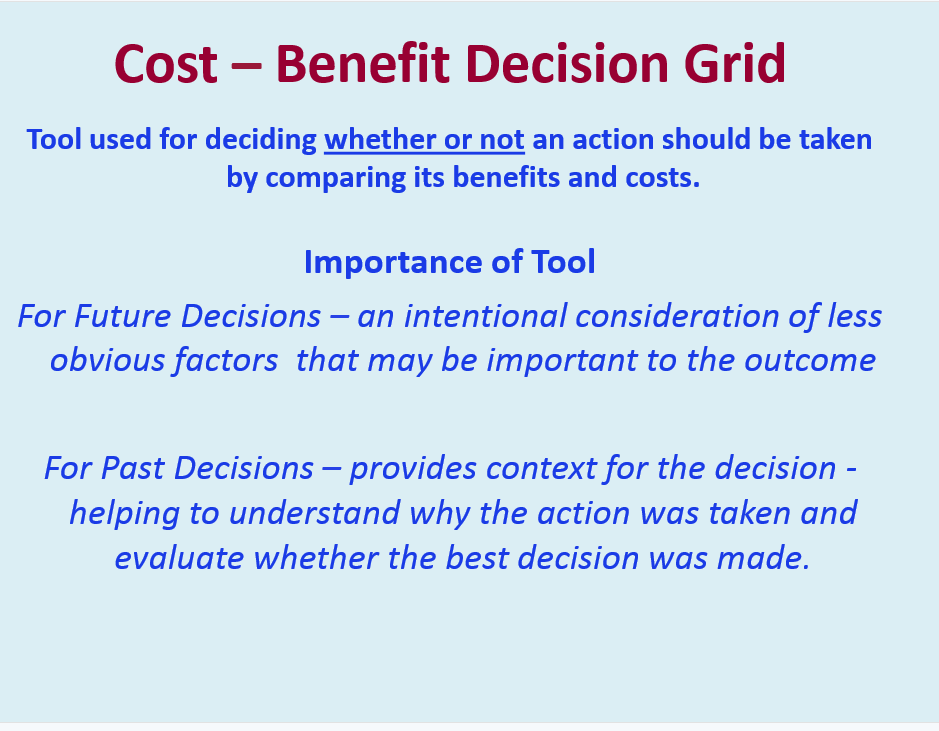 Cost – Benefit Decision Grid
Tool used for deciding whether or not an action should be taken
by comparing its benefits and costs.
Importance of Tool
For Future Decisions – an intentional consideration of less
obvious factors  that may be important to the outcome
For Past Decisions – provides context for the decision -
helping to understand why the action was taken and
evaluate whether the best decision was made.